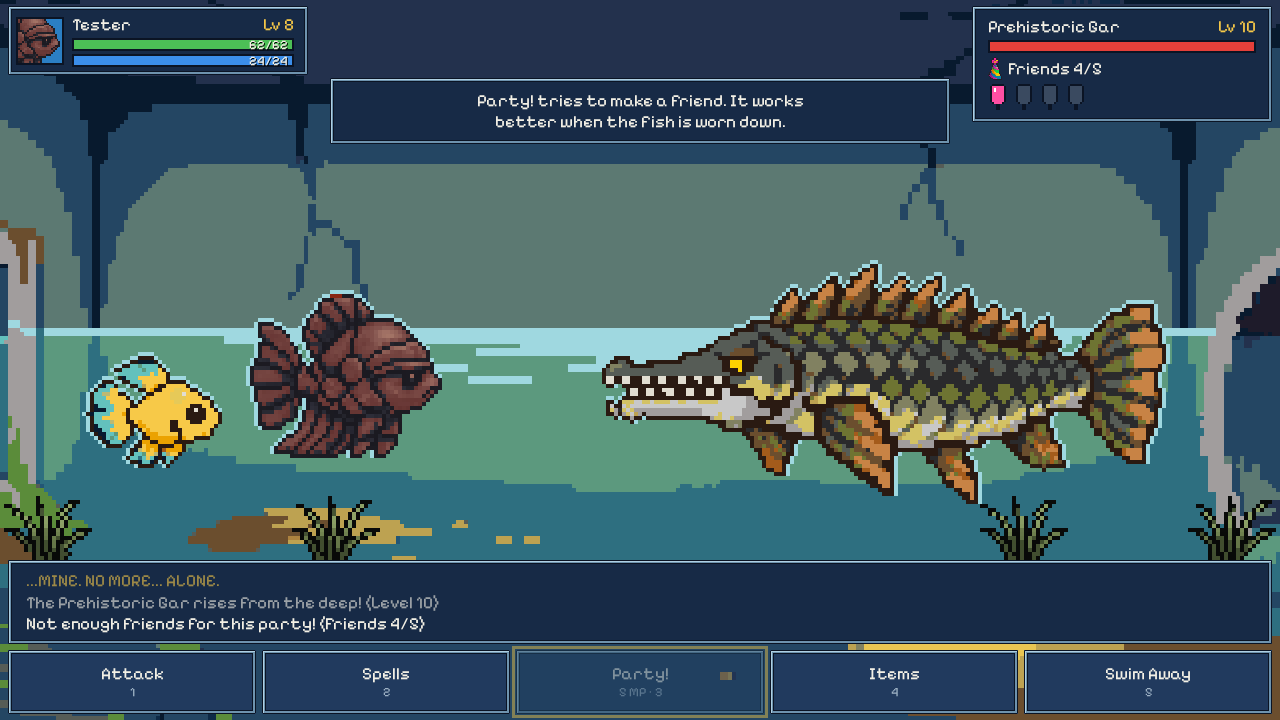 Tester Lv 8
62/62
24/24
Prehistoric Gar Lv 10
Friends 4/5
Party! tries to make a friend. It works
better when the fish is worn down.
...MINE. NO MORE... ALONE.
The Prehistoric Gar rises from the deep! (Level 10)
Not enough friends for this party! (Friends 4/5)
Attack
1
Spells
2
Party!
5 MP · 3
Items
4
Swim Away
5